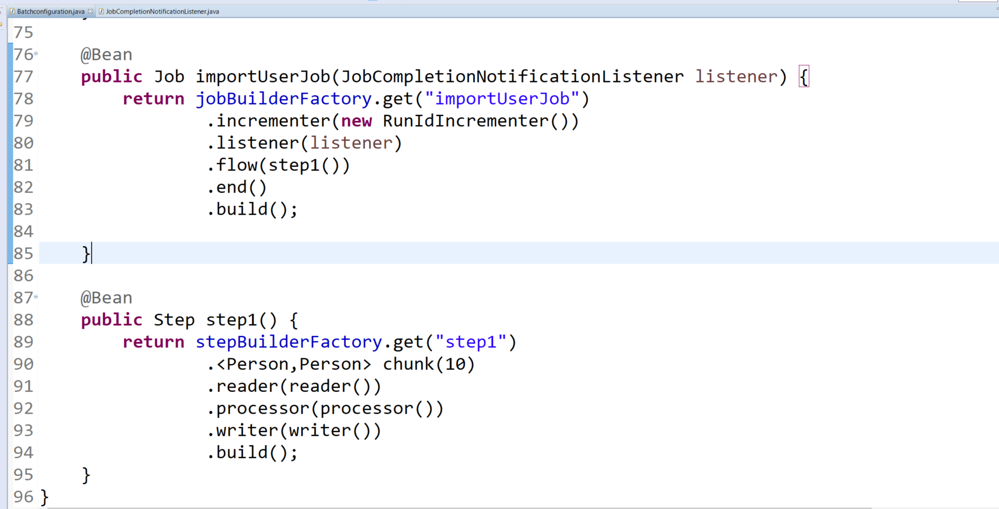 Batchconfiguration.java JobCompletionNotificationListener.java
75
76 @Bean
77 public Job importUserJob(JobCompletionNotificationListener listener) {
78 return jobBuilderFactory.get("importUserJob")
79 .incrementer(new RunIdIncrementer())
80 .listener(listener)
81 .flow(step1())
82 .end()
83 .build();
84
85 }
86
87 @Bean
88 public Step step1() {
89 return stepBuilderFactory.get("step1")
90 .<Person,Person> chunk(10)
91 .reader(reader())
92 .processor(processor())
93 .writer(writer())
94 .build();
95 }
96 }